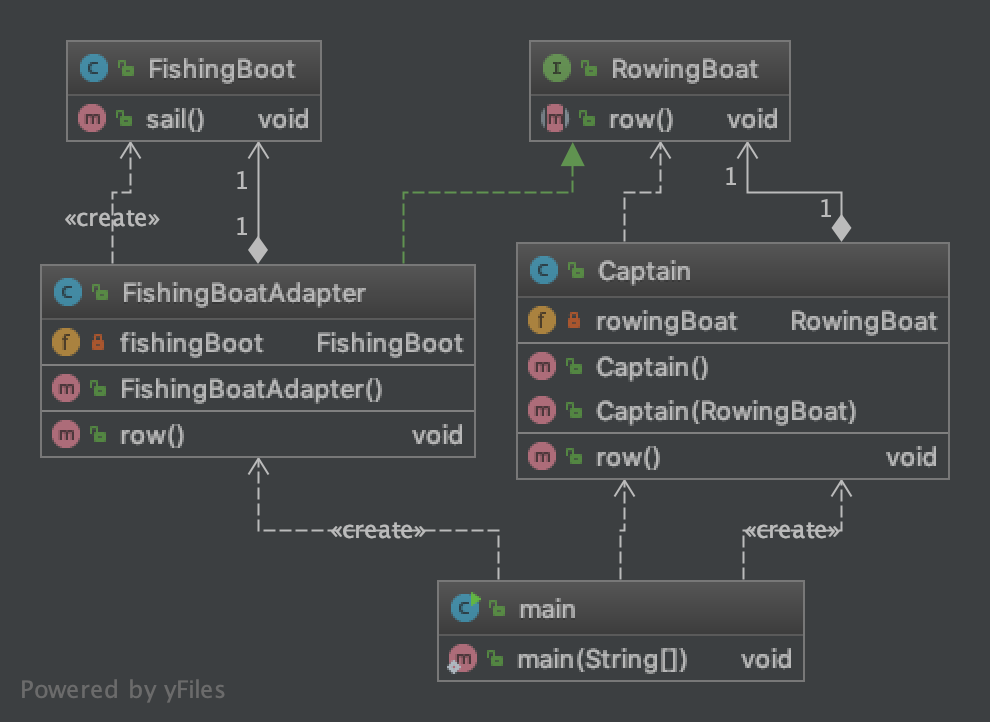 FishingBoot
sail() void
RowingBoat
row() void
1
1
«create»
1
1
FishingBoatAdapter
fishingBoot FishingBoot
FishingBoatAdapter()
row() void
Captain
rowingBoat RowingBoat
Captain()
Captain(RowingBoat)
row() void
«create»
«create»
main
main(String[]) void
Powered by yFiles